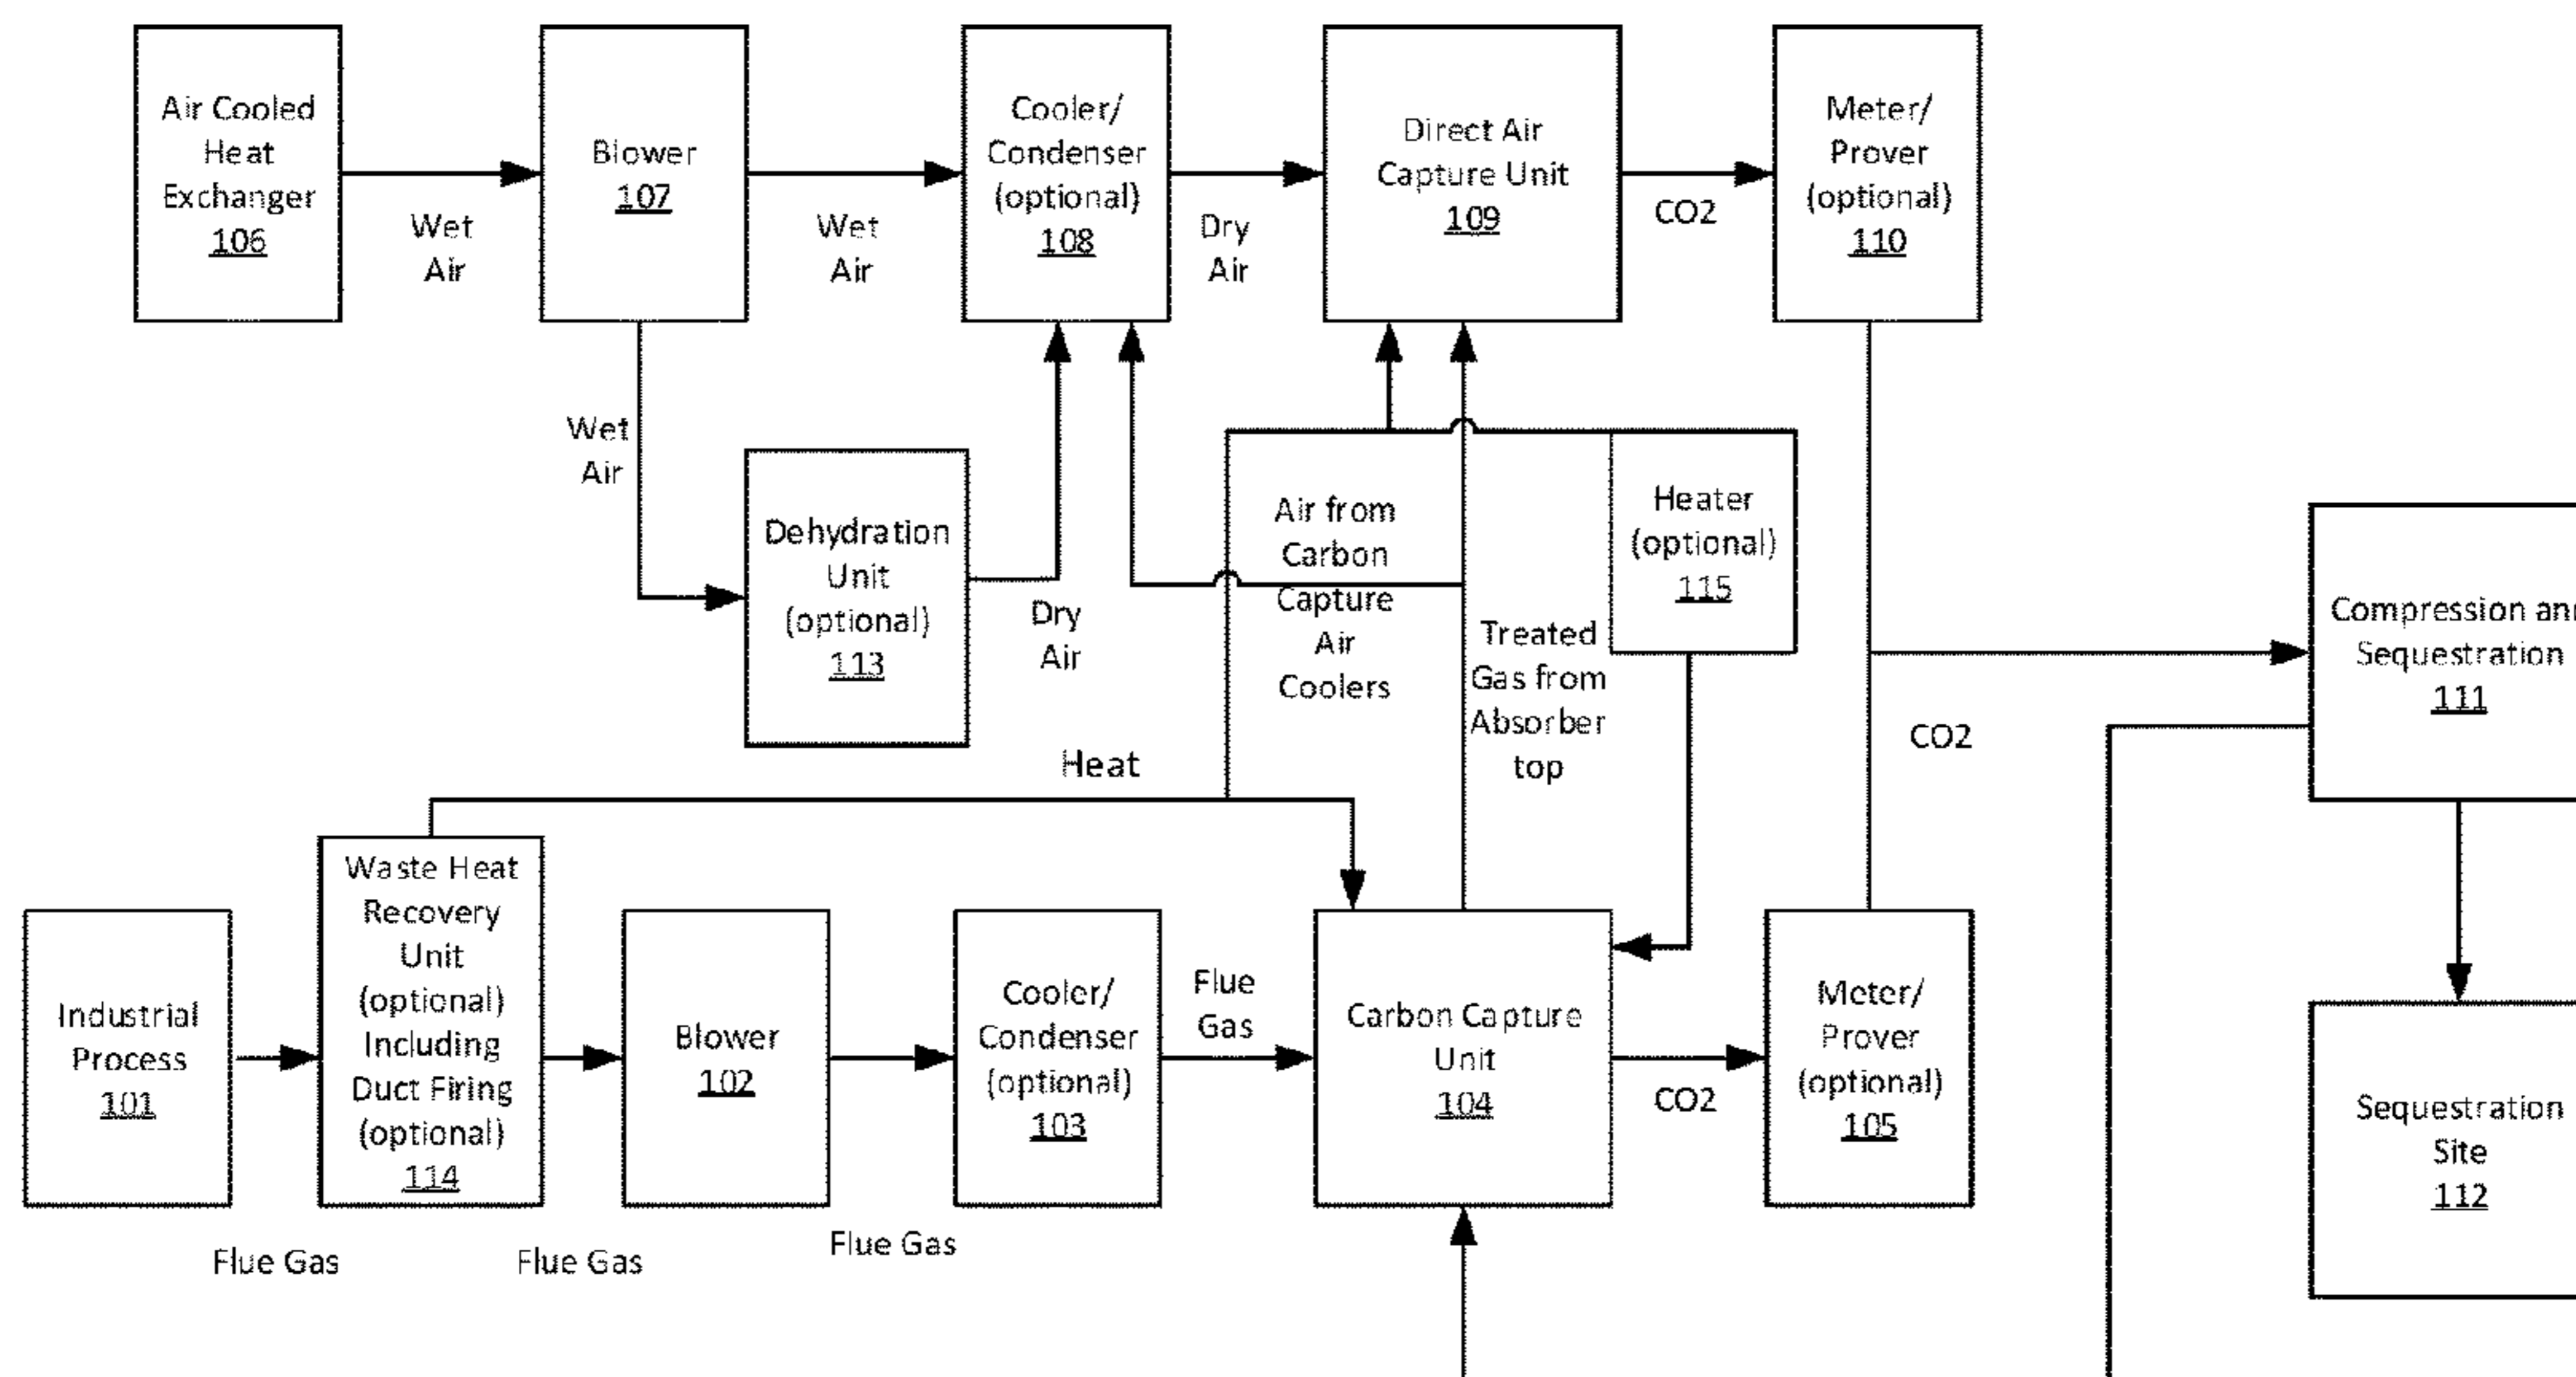 Air Cooled
Heat
Exchanger
106
Wet
Air
Blower
107
Wet
Air
Cooler/
Condenser
(optional)
108
Dry
Air
Direct Air
Capture Unit
109
CO2
Meter/
Prover
(optional)
110
Wet
Air
Dehydration
Unit
(optional)
113
Dry
Air
Air from
Carbon
Capture
Air
Coolers
Treated
Gas from
Absorber
top
Heater
(optional)
115
CO2
Compression
Sequestration
111
Heat
Industrial
Process
101
Flue Gas
Waste Heat
Recovery
Unit
(optional)
Including
Duct Firing
(optional)
114
Flue Gas
Blower
102
Flue Gas
Cooler/
Condenser
(optional)
103
Flue
Gas
Carbon Capture
Unit
104
CO2
Meter/
Prover
(optional)
105
Sequestration
Site
112